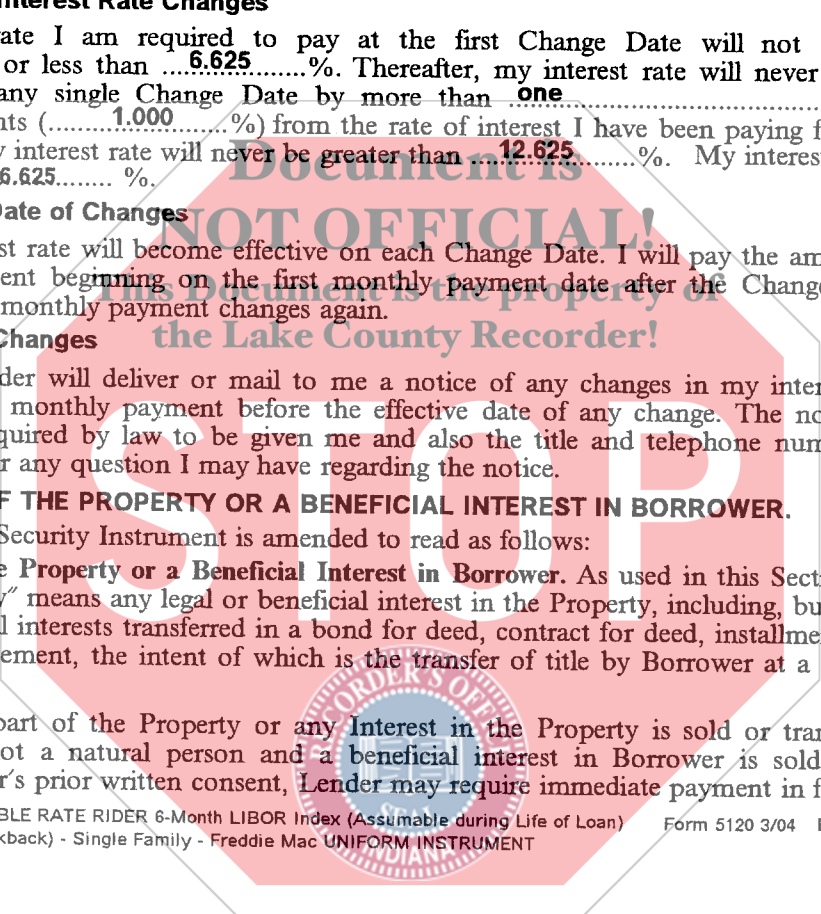 nterest Rate Changes
ate I am required to pay at the first Change Date will not
or less than ....6.625.......%. Thereafter, my interest rate will never
any single Change Date by more than ..one......................................
nts (..........1.000........%) from the rate of interest I have been paying f
y interest rate will never be greater than ....12.625.........%. My interes
6.625........ %.
Document is
Date of Changes
NOT OFFICIAL!
st rate will become effective on each Change Date. I will pay the am
ent beginning on the first monthly payment date after the Change
This Document is the property of
monthly payment changes again.
the Lake County Recorder!
Changes
der will deliver or mail to me a notice of any changes in my inter
monthly payment before the effective date of any change. The no
quired by law to be given me and also the title and telephone num
r any question I may have regarding the notice.
STOP
F THE PROPERTY OR A BENEFICIAL INTEREST IN BORROWER.
Security Instrument is amended to read as follows:
e Property or a Beneficial Interest in Borrower. As used in this Secti
y" means any legal or beneficial interest in the Property, including, bu
l interests transferred in a bond for deed, contract for deed, installme
ement, the intent of which is the transfer of title by Borrower at a
RECORDER'S OFFICE
part of the Property or any Interest in the Property is sold or tran
ot a natural person and a beneficial interest in Borrower is sold
r's prior written consent, Lender may require immediate payment in f
SEAL
BLE RATE RIDER 6-Month LIBOR Index (Assumable during Life of Loan) Form 5120 3/04
kback) - Single Family - Freddie Mac UNIFORM INSTRUMENT
INDIANA